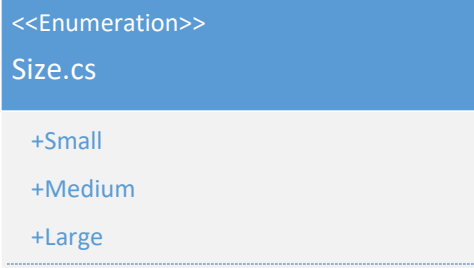 <<Enumeration>>
Size.cs
+Small
+Medium
+Large